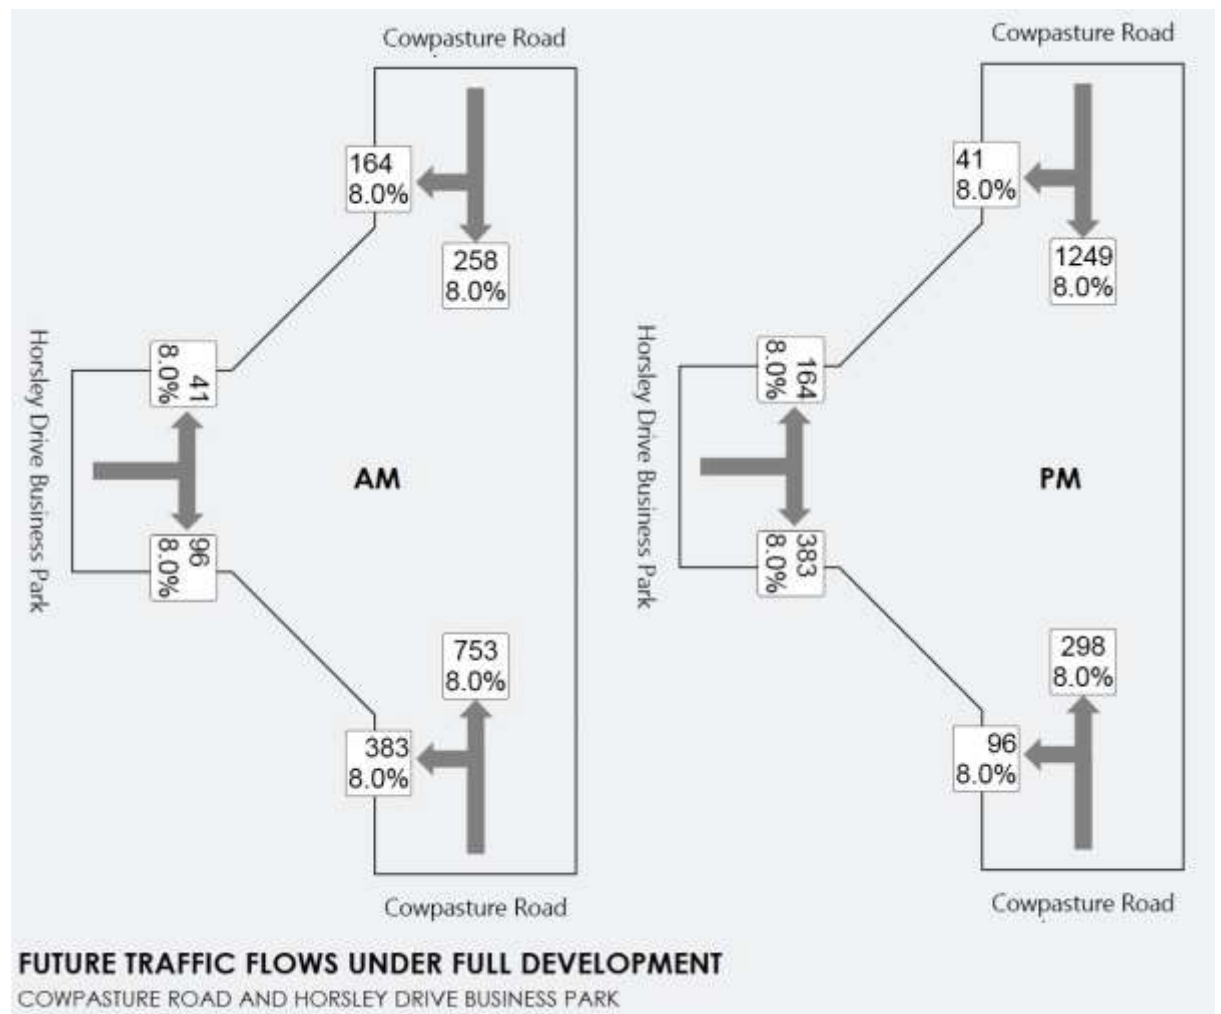 Cowpasture Road
164
8.0%
258
8.0%
Horsley Drive Business Park
41
8.0%
AM
96
8.0%
753
8.0%
383
8.0%
Cowpasture Road
Cowpasture Road
41
8.0%
1249
8.0%
Horsley Drive Business Park
164
8.0%
PM
383
8.0%
298
8.0%
96
8.0%
Cowpasture Road
FUTURE TRAFFIC FLOWS UNDER FULL DEVELOPMENT
COWPASTURE ROAD AND HORSLEY DRIVE BUSINESS PARK